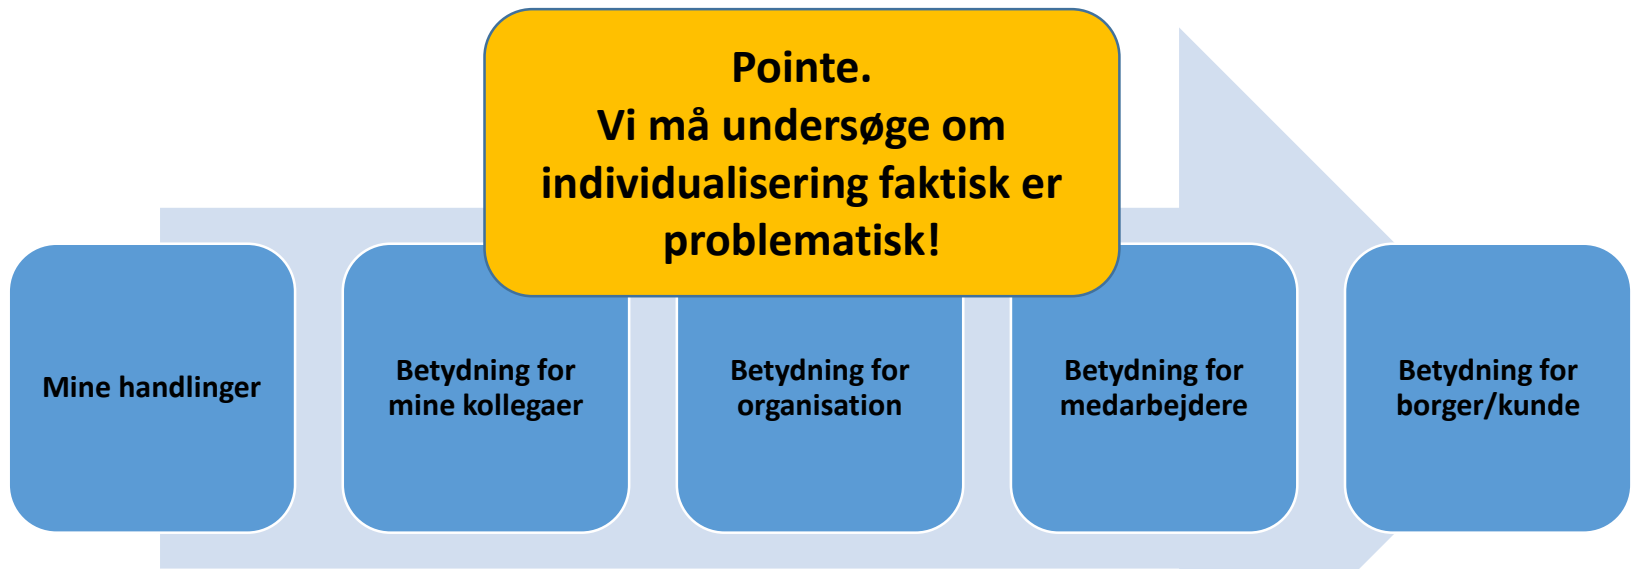 Pointe.
Vi må undersøge om
individualisering faktisk er
problematisk!
Mine handlinger
Betydning for
mine kollegaer
Betydning for
organisation
Betydning for
medarbejdere
Betydning for
borger/kunde